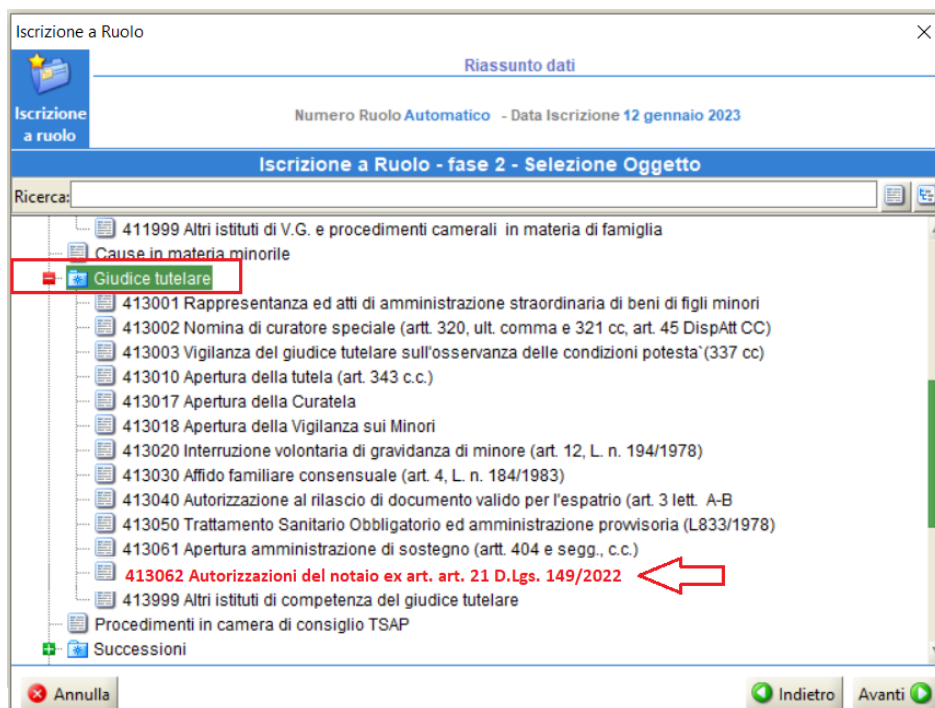 Iscrizione a Ruolo
Riassunto dati
Iscrizione
a ruolo
Numero Ruolo Automatico - Data Iscrizione 12 gennaio 2023
Iscrizione a Ruolo - fase 2 - Selezione Oggetto
Ricerca:
411999 Altri istituti di V.G. e procedimenti camerali in materia di famiglia
Cause in materia minorile
Giudice tutelare
413001 Rappresentanza ed atti di amministrazione straordinaria di beni di figli minori
413002 Nomina di curatore speciale (artt. 320, ult. comma e 321 cc, art. 45 DispAtt CC)
413003 Vigilanza del giudice tutelare sull'osservanza delle condizioni potesta`(337 cc)
413010 Apertura della tutela (art. 343 c.c.)
413017 Apertura della Curatela
413018 Apertura della Vigilanza sui Minori
413020 Interruzione volontaria di gravidanza di minore (art. 12, L. n. 194/1978)
413030 Affido familiare consensuale (art. 4, L. n. 184/1983)
413040 Autorizzazione al rilascio di documento valido per l'espatrio (art. 3 lett. A-B
413050 Trattamento Sanitario Obbligatorio ed amministrazione provvisoria (L833/1978)
413061 Apertura amministrazione di sostegno (artt. 404 e segg., c.c.)
413062 Autorizzazioni del notaio ex art. art. 21 D.Lgs. 149/2022
413999 Altri istituti di competenza del giudice tutelare
Procedimenti in camera di consiglio TSAP
Successioni
Annulla
Indietro
Avanti